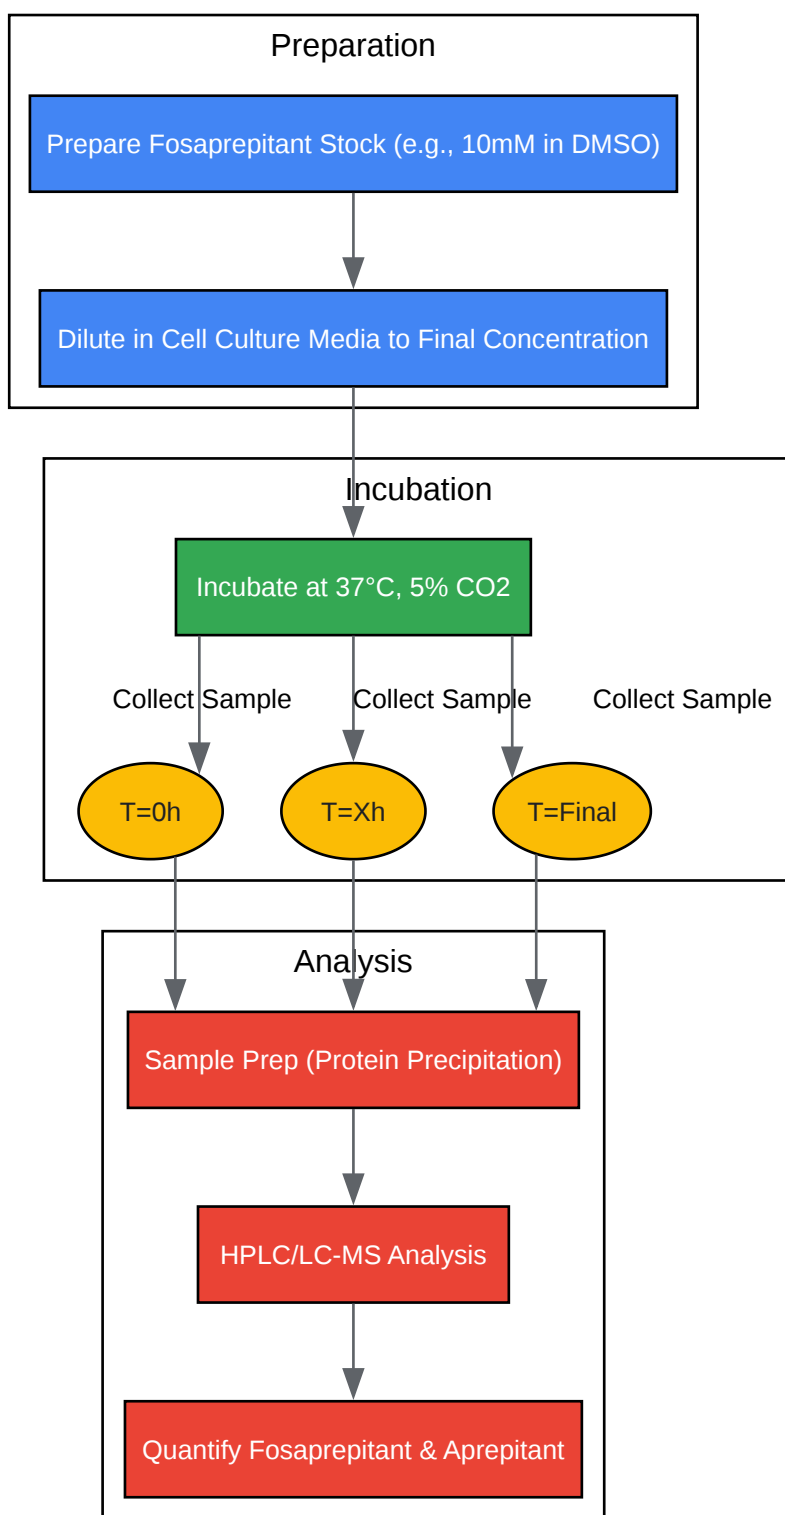 Preparation
Prepare Fosaprepitant Stock (e.g., 10mM in DMSO)
Dilute in Cell Culture Media to Final Concentration
Incubation
Incubate at 37°C, 5% CO2
Collect Sample
Collect Sample
Collect Sample
T=0h
T=Xh
T=Final
Analysis
Sample Prep (Protein Precipitation)
HPLC/LC-MS Analysis
Quantify Fosaprepitant & Aprepitant